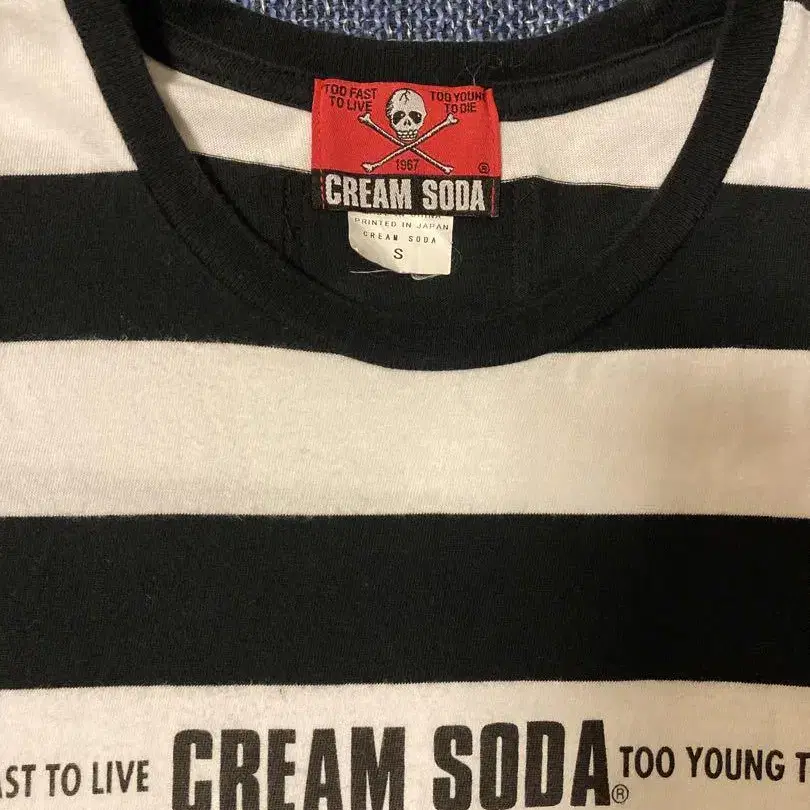 TOO FAST
TO LIVE
TOO YOUNG
TO DIE
1967
®
CREAM SODA
CHINA
PRINTED IN JAPAN
CREAM SODA
S
AST TO LIVE CREAM SODA® TOO YOUNG T